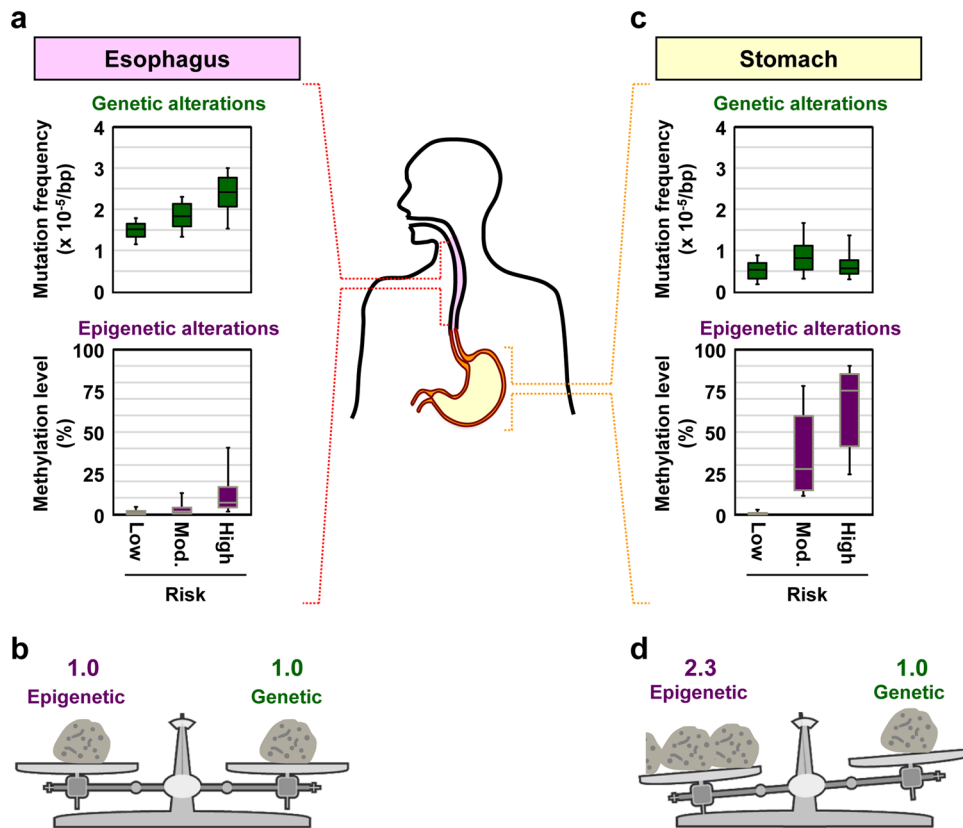 a
Esophagus
Genetic alterations
Mutation frequency
(x 10⁻⁵/bp)
4
3
2
1
0
Epigenetic alterations
Methylation level
(%)
100
75
50
25
0
Low
Mod.
High
Risk
c
Stomach
Genetic alterations
Mutation frequency
(x 10⁻⁵/bp)
4
3
2
1
0
Epigenetic alterations
Methylation level
(%)
100
75
50
25
0
Low
Mod.
High
Risk
b
1.0
Epigenetic
1.0
Genetic
d
2.3
Epigenetic
1.0
Genetic